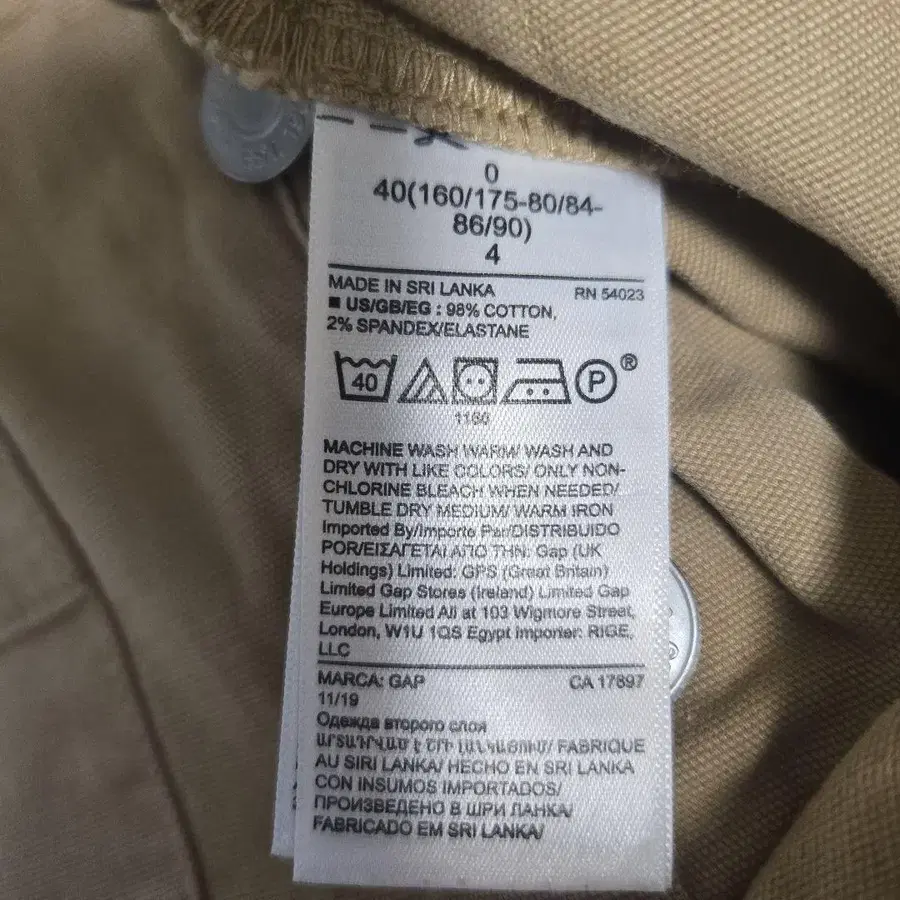 0
40(160/175-80/84-
86/90)
4
MADE IN SRI LANKA RN 54023
■ US/GB/EG : 98% COTTON,
2% SPANDEX/ELASTANE
40 P ®
1166
MACHINE WASH WARM/ WASH AND
DRY WITH LIKE COLORS/ ONLY NON-
CHLORINE BLEACH WHEN NEEDED/
TUMBLE DRY MEDIUM/ WARM IRON
Imported By/Importe Par/DISTRIBUIDO
POR/ΕΙΣΑΓΕΤΑΙ ΑΠΟ ΤΗΝ: Gap (UK
Holdings) Limited: GPS (Great Britain)
Limited Gap Stores (Ireland) Limited Gap
Europe Limited All at 103 Wigmore Street,
London, W1U 1QS Egypt importer: RIGE,
LLC
MARCA: GAP CA 17897
11/19
Одежда второго слоя
FABRIQUE
AU SIRI LANKA/ HECHO EN SRI LANKA
CON INSUMOS IMPORTADOS/
ПРОИЗВЕДЕНО В ШРИ ЛАНКА/
FABRICADO EM SRI LANKA/